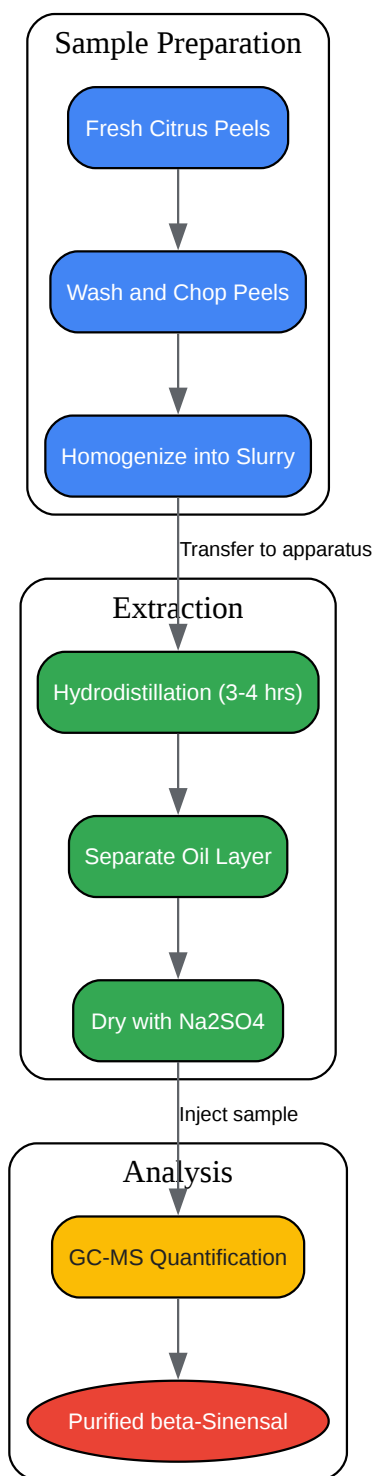 Sample Preparation
Fresh Citrus Peels
Wash and Chop Peels
Homogenize into Slurry
Transfer to apparatus
Extraction
Hydrodistillation (3-4 hrs)
Separate Oil Layer
Dry with Na2SO4
Inject sample
Analysis
GC-MS Quantification
Purified beta-Sinensal